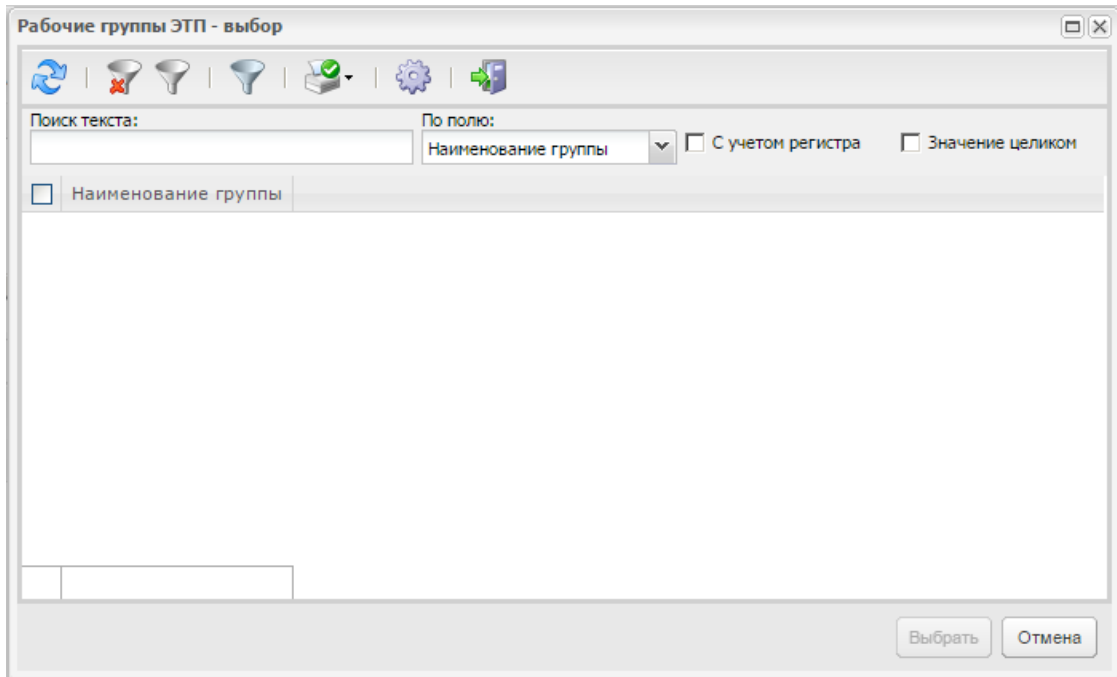 Рабочие группы ЭТП - выбор
Поиск текста: По полю:
Наименование группы С учетом регистра Значение целиком
Наименование группы
Выбрать Отмена